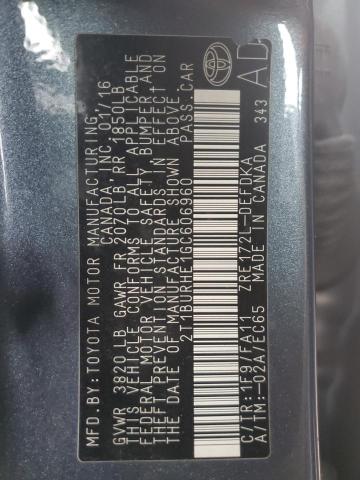 MFD.BY:TOYOTA MOTOR MANUFACTURING,
CANADA, INC. 01/16
GVWR 3820LB GAWR FR 2070LB RR 1850LB
THIS VEHICLE CONFORMS TO ALL APPLICABLE
FEDERAL MOTOR VEHICLE SAFETY, BUMPER, AND
THEFT PREVENTION STANDARDS IN EFFECT ON
THE DATE OF MANUFACTURE SHOWN ABOVE.
2T1BURHE1GC606960 PASS.CAR
C/TR:1F9/FA11 ZRE172L-DEFDKA
A/TM:-02A/EC65 MADE IN CANADA 343
AD
TOYOTA